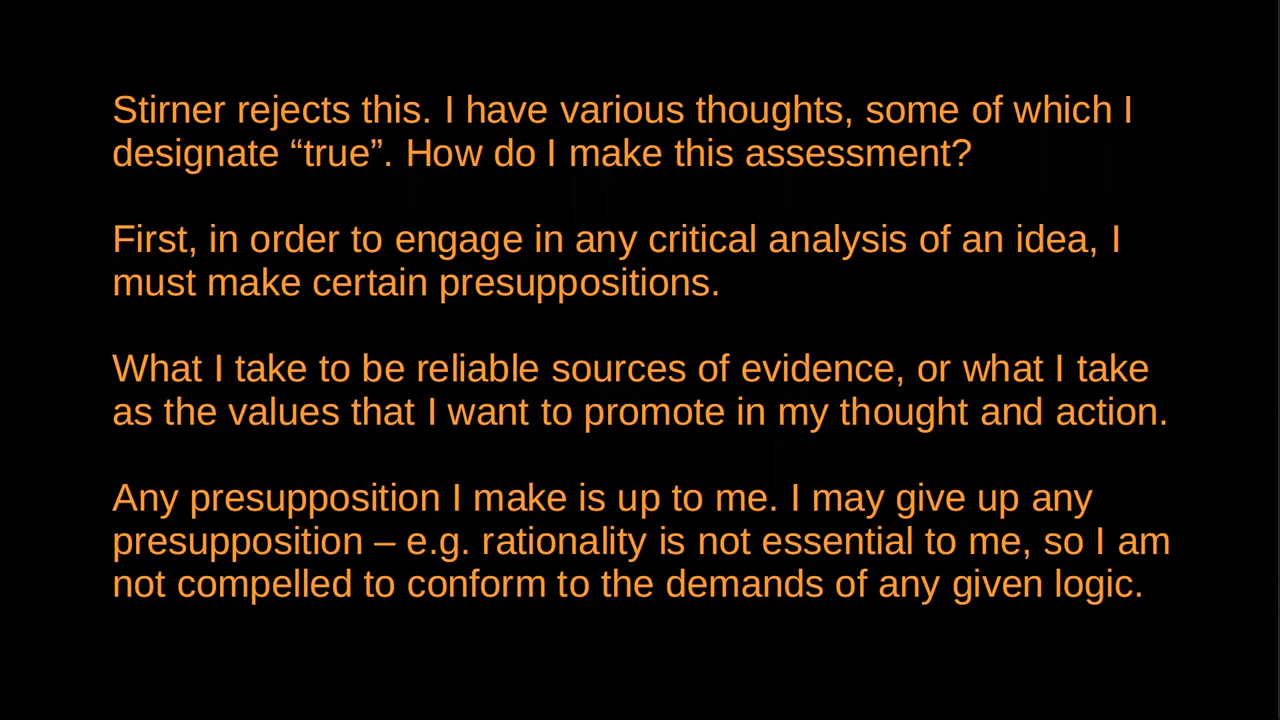 Stirner rejects this. I have various thoughts, some of which I
designate “true”. How do I make this assessment?
First, in order to engage in any critical analysis of an idea, I
must make certain presuppositions.
What I take to be reliable sources of evidence, or what I take
as the values that I want to promote in my thought and action.
Any presupposition I make is up to me. I may give up any
presupposition – e.g. rationality is not essential to me, so I am
not compelled to conform to the demands of any given logic.